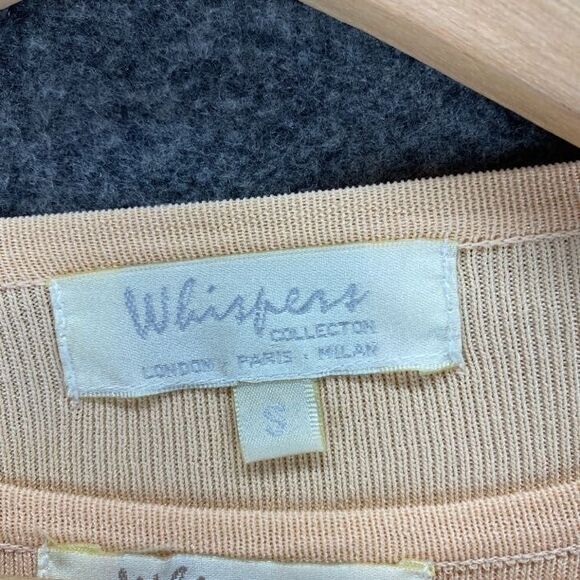 Whispers
COLLECTON
LONDON · PARIS · MILAN
S